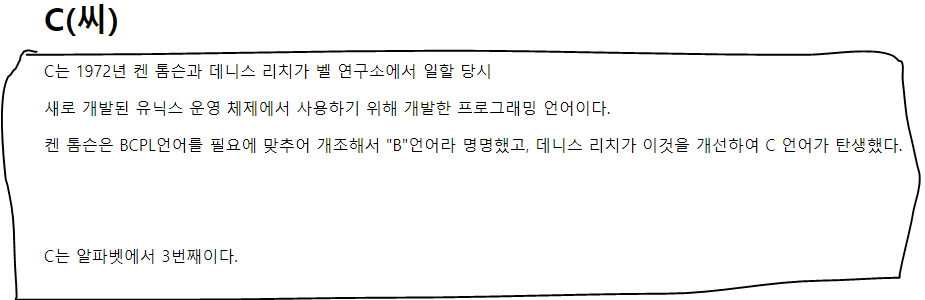 C(씨)
C는 1972년 켄 톰슨과 데니스 리치가 벨 연구소에서 일할 당시
새로 개발된 유닉스 운영 체제에서 사용하기 위해 개발한 프로그래밍 언어이다.
켄 톰슨은 BCPL언어를 필요에 맞추어 개조해서 "B"언어라 명명했고, 데니스 리치가 이것을 개선하여 C 언어가 탄생했다.
C는 알파벳에서 3번째이다.